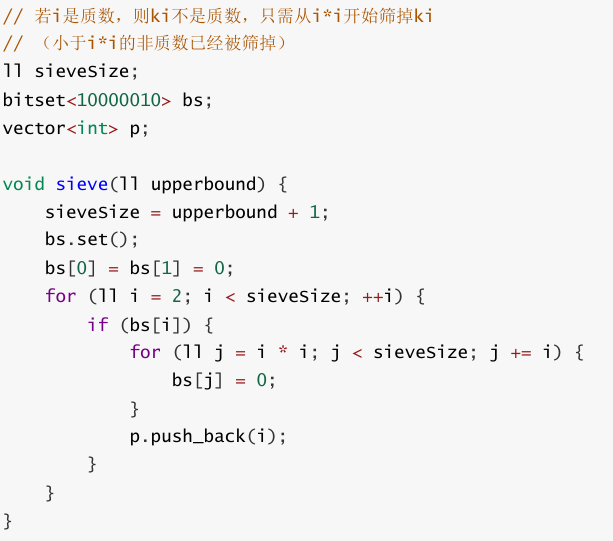 // 若i是质数，则ki不是质数，只需从i*i开始筛掉ki
// （小于i*i的非质数已经被筛掉）
ll sieveSize;
bitset<10000010> bs;
vector<int> p;

void sieve(ll upperbound) {
    sieveSize = upperbound + 1;
    bs.set();
    bs[0] = bs[1] = 0;
    for (ll i = 2; i < sieveSize; ++i) {
        if (bs[i]) {
            for (ll j = i * i; j < sieveSize; j += i) {
                bs[j] = 0;
            }
            p.push_back(i);
        }
    }
}